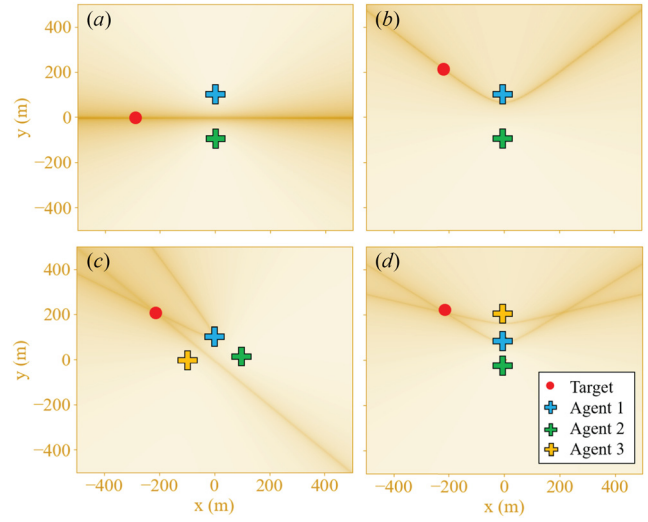 (a)
(b)
400
200
0
−200
−400
y (m)
(c)
(d)
400
200
0
−200
−400
y (m)
Target
Agent 1
Agent 2
Agent 3
−400 −200 0 200 400
−400 −200 0 200 400
x (m)
x (m)